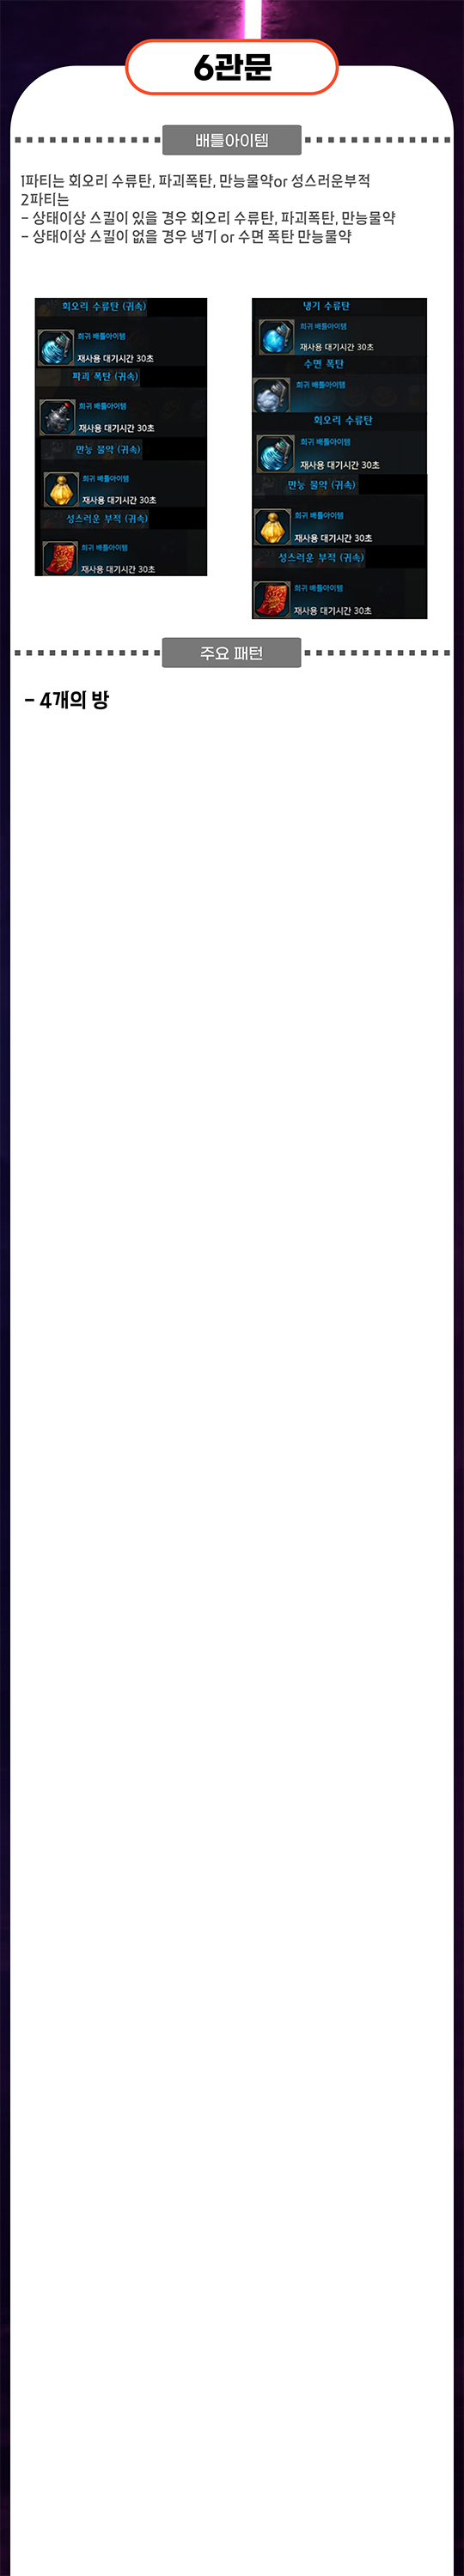 6관문
배틀아이템
1파티는 회오리 수류탄, 파괴폭탄, 만능물약or 성스러운부적
2파티는
- 상태이상 스킬이 있을 경우 회오리 수류탄, 파괴폭탄, 만능물약
- 상태이상 스킬이 없을 경우 냉기 or 수면 폭탄 만능물약
회오리 수류탄 (귀속)
희귀 배틀아이템
재사용 대기시간 30초
파괴 폭탄 (귀속)
희귀 배틀아이템
재사용 대기시간 30초
만능 물약 (귀속)
희귀 배틀아이템
재사용 대기시간 30초
성스러운 부적 (귀속)
희귀 배틀아이템
재사용 대기시간 30초
냉기 수류탄
희귀 배틀아이템
재사용 대기시간 30초
수면 폭탄
희귀 배틀아이템
회오리 수류탄
희귀 배틀아이템
재사용 대기시간 30초
만능 물약 (귀속)
희귀 배틀아이템
재사용 대기시간 30초
성스러운 부적 (귀속)
희귀 배틀아이템
재사용 대기시간 30초
주요 패턴
- 4개의 방